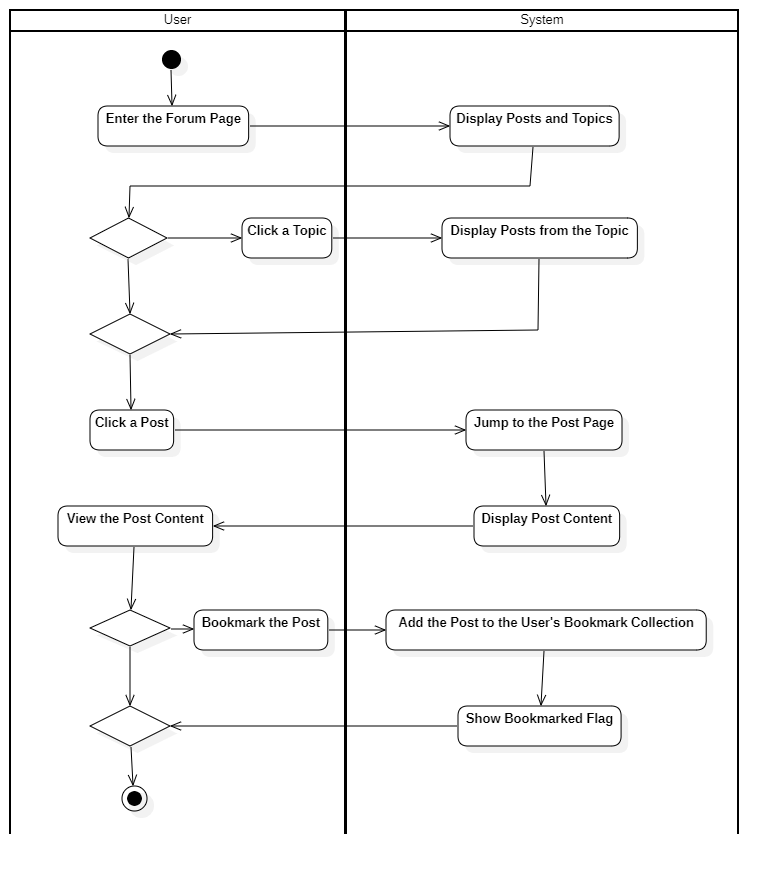 User
System
Enter the Forum Page
Display Posts and Topics
Click a Topic
Display Posts from the Topic
Click a Post
Jump to the Post Page
View the Post Content
Display Post Content
Bookmark the Post
Add the Post to the User's Bookmark Collection
Show Bookmarked Flag